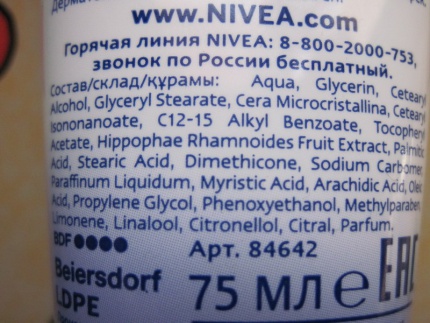 www.NIVEA.com
Горячая линия NIVEA: 8-800-2000-753,
звонок по России бесплатный.
Состав/склад/құрамы: Aqua, Glycerin, Cetearyl
Alcohol, Glyceryl Stearate, Cera Microcristallina, Cetearyl
Isononanoate, C12-15 Alkyl Benzoate, Tocopheryl
Acetate, Hippophae Rhamnoides Fruit Extract, Palmitic
Acid, Stearic Acid, Dimethicone, Sodium Carbomer,
Paraffinum Liquidum, Myristic Acid, Arachidic Acid, Oleic
Acid, Propylene Glycol, Phenoxyethanol, Methylparaben,
Limonene, Linalool, Citronellol, Citral, Parfum.
BDF ●●●● Арт. 84642
Beiersdorf
LDPE
75 МЛ e EAC